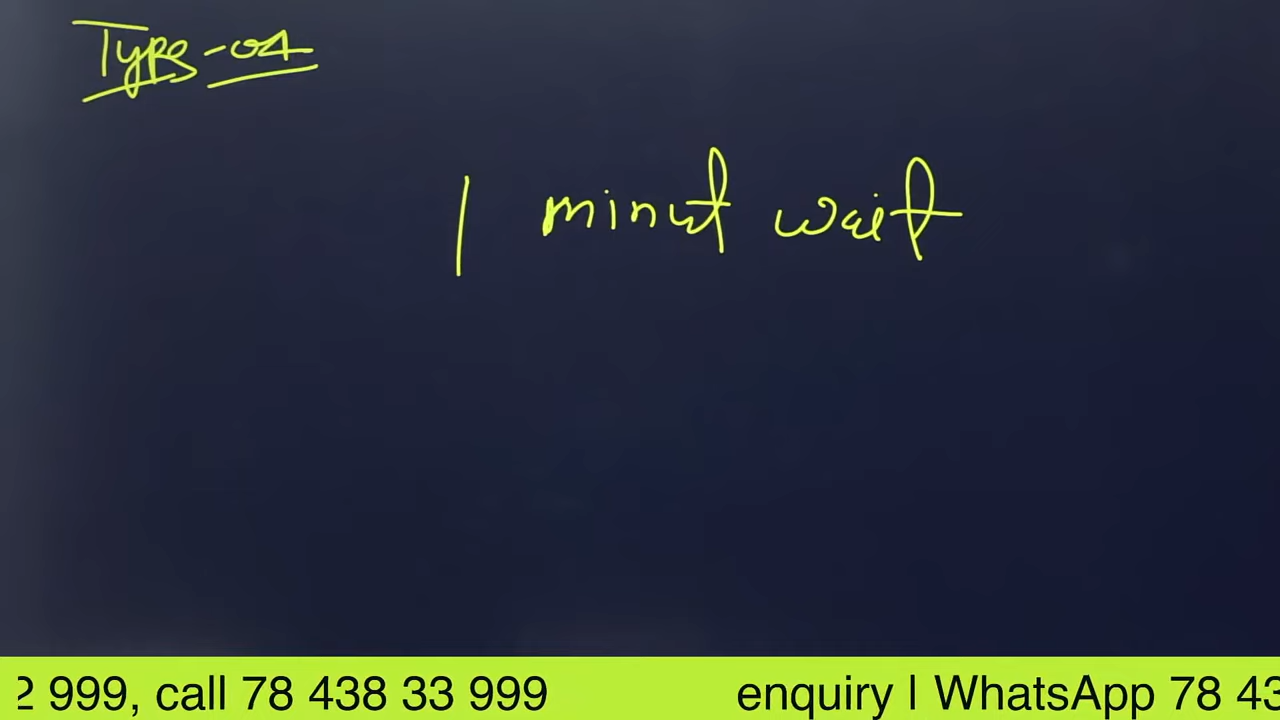 Type-04
1 minut wait
2 999, call 78 438 33 999 enquiry I WhatsApp 78 43